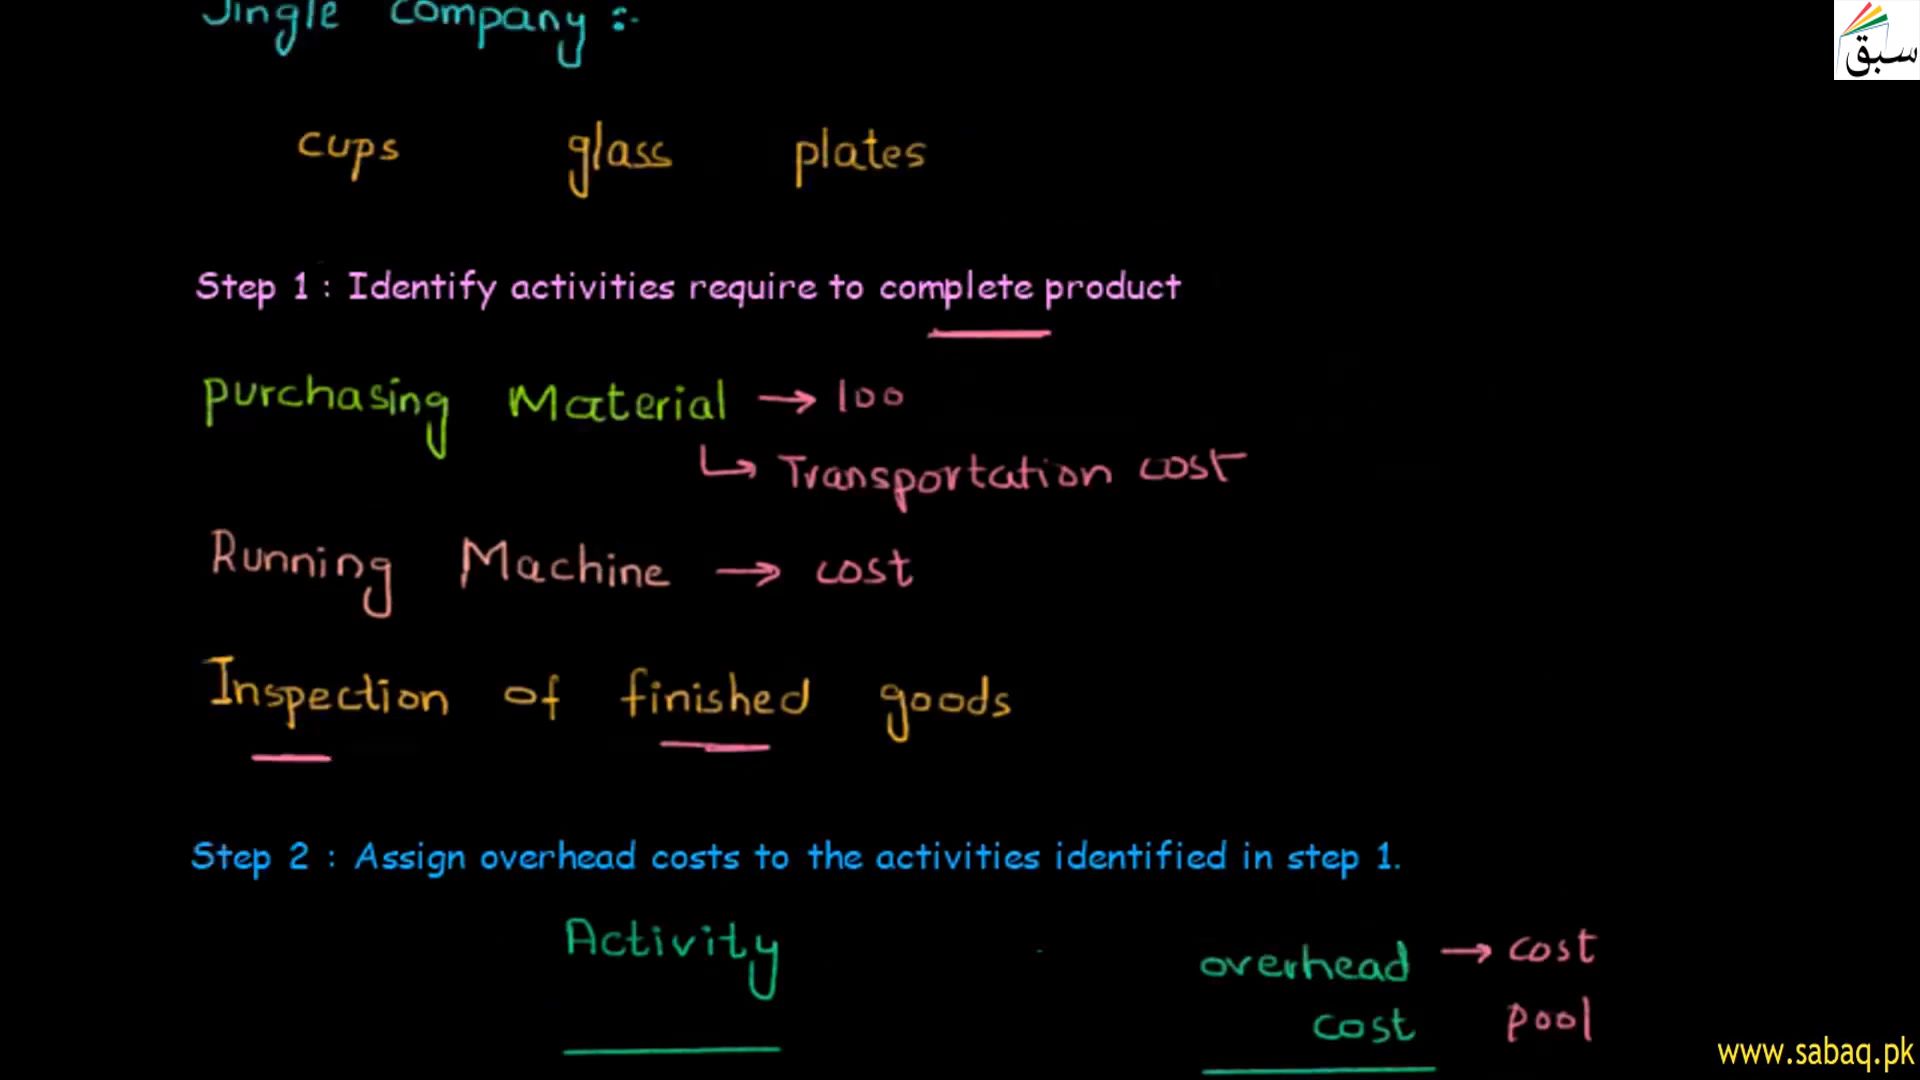 Jingle Company :-
سبق
cups glass plates
Step 1 : Identify activities require to complete product
purchasing Material → 100
↳ Transportation cost
Running Machine → cost
Inspection of finished goods
Step 2 : Assign overhead costs to the activities identified in step 1.
Activity overhead → cost
cost pool
www.sabaq.pk